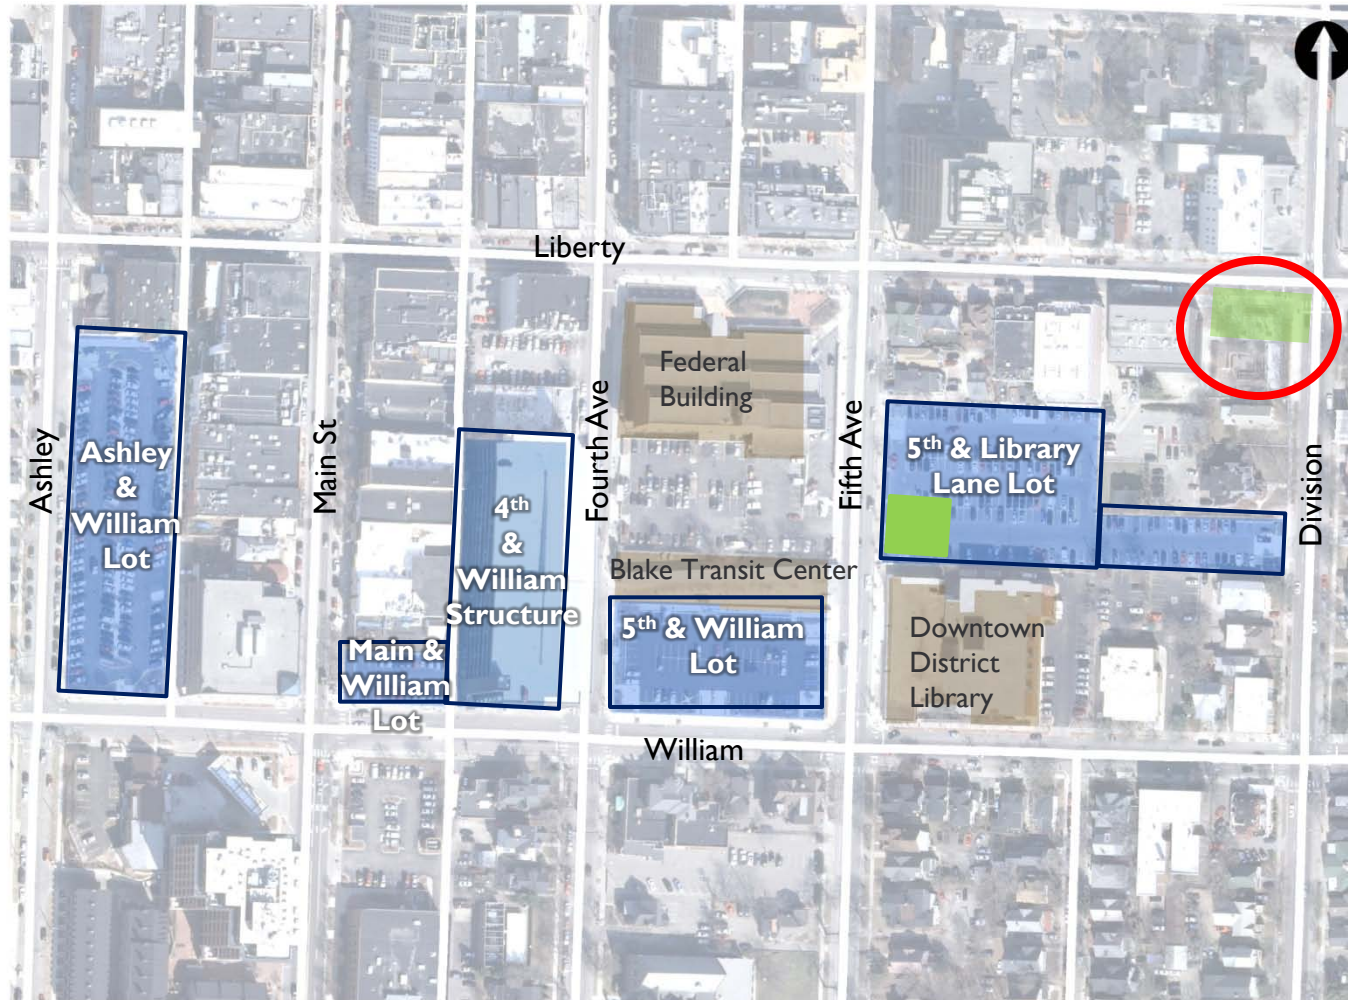 Liberty
Federal
Building
Ashley
Main St
Fourth Ave
Fifth Ave
Division
Ashley
&
William
Lot
4th
&
William
Structure
5th & Library
Lane Lot
Blake Transit Center
5th & William
Lot
Main &
William
Lot
Downtown
District
Library
William